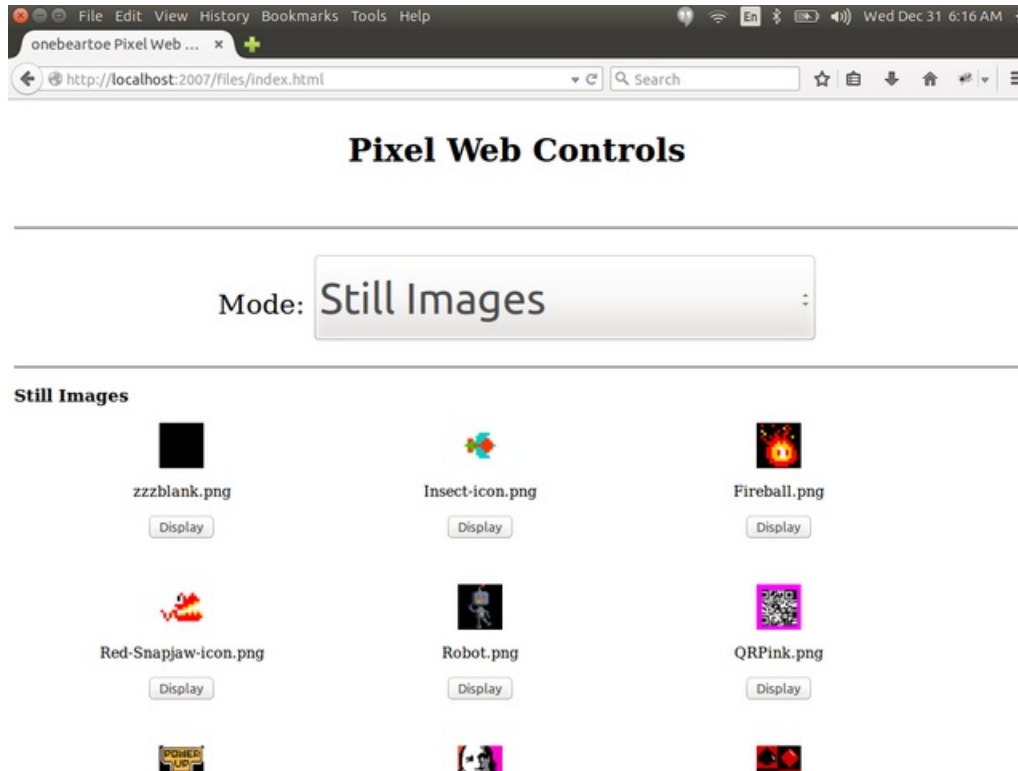 File Edit View History Bookmarks Tools Help En Wed Dec 31 6:16 AM
onebeartoe Pixel Web ...
http://localhost:2007/files/index.html Search
Pixel Web Controls
Mode: Still Images
Still Images
zzzblank.png Insect-icon.png Fireball.png
Display Display Display
Red-Snapjaw-icon.png Robot.png QRPink.png
Display Display Display
POWER
UP